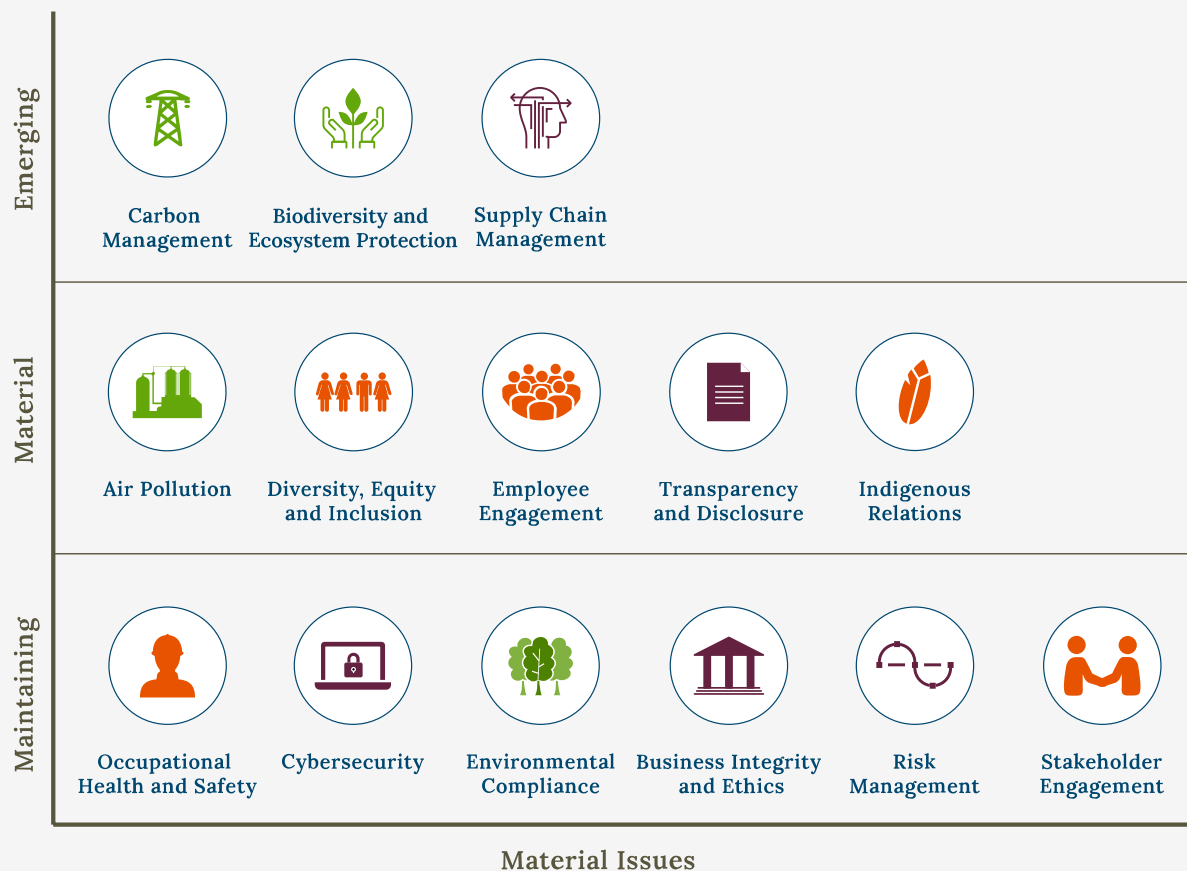 Emerging
Carbon
Management
Biodiversity and
Ecosystem Protection
Supply Chain
Management
Material
Air Pollution
Diversity, Equity
and Inclusion
Employee
Engagement
Transparency
and Disclosure
Indigenous
Relations
Maintaining
Occupational
Health and Safety
Cybersecurity
Environmental
Compliance
Business Integrity
and Ethics
Risk
Management
Stakeholder
Engagement
Material Issues